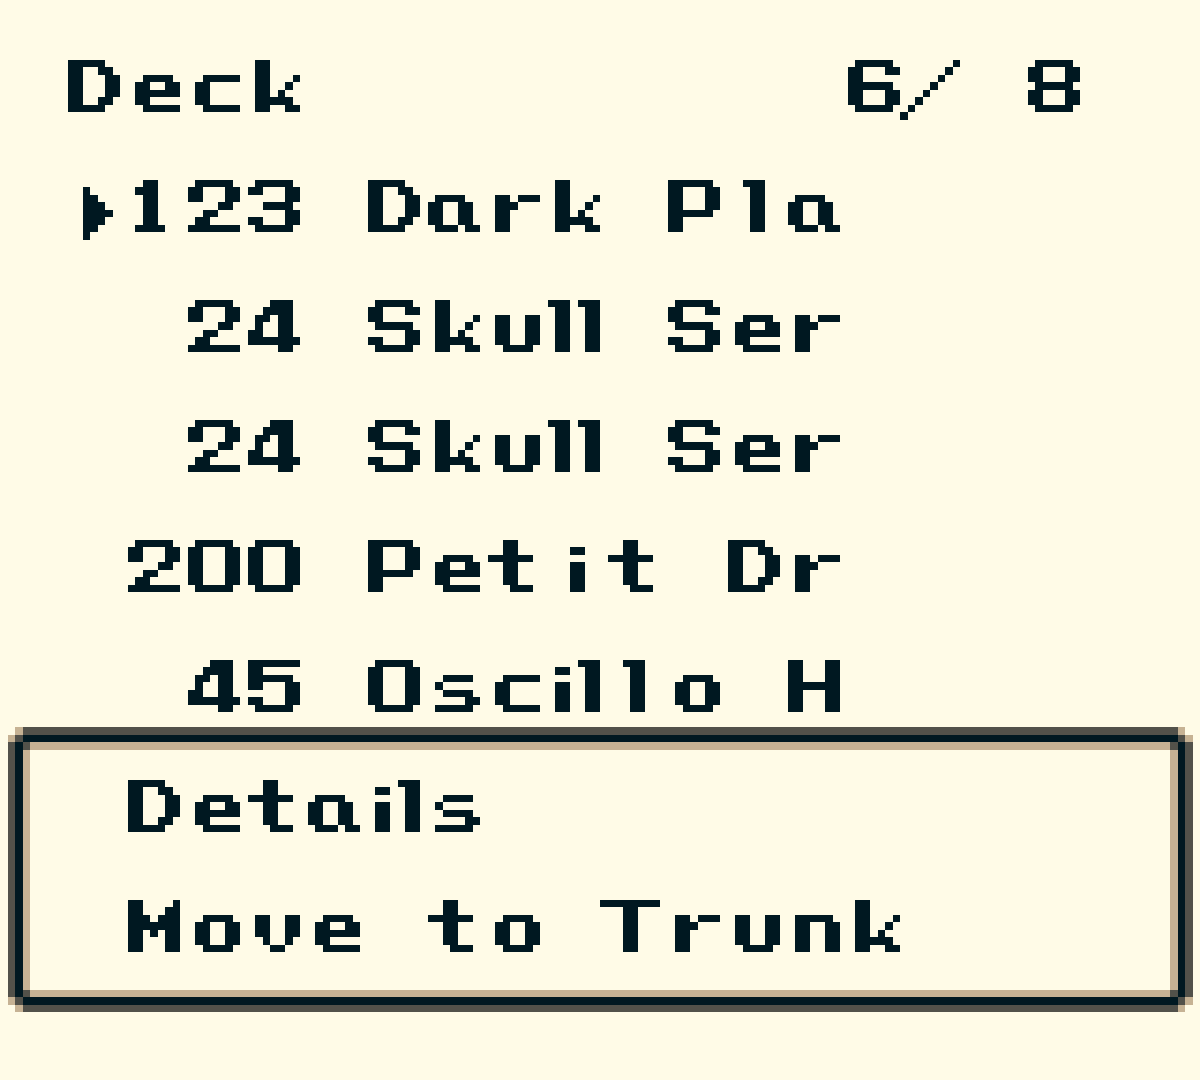 Deck 6/ 8
▶123 Dark Pla
24 Skull Ser
24 Skull Ser
200 Petit Dr
45 Oscillo H
Details
Move to Trunk